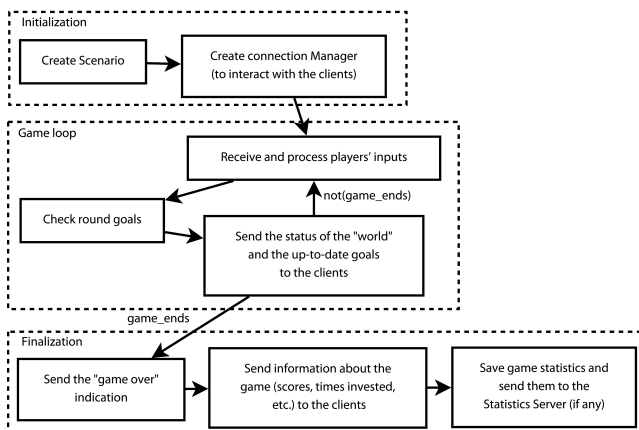 Initialization
Create Scenario
Create connection Manager
(to interact with the clients)
Game loop
Receive and process players' inputs
not(game_ends)
Check round goals
Send the status of the "world"
and the up-to-date goals
to the clients
game_ends
Finalization
Send the "game over"
indication
Send information about the
game (scores, times invested,
etc.) to the clients
Save game statistics and
send them to the
Statistics Server (if any)